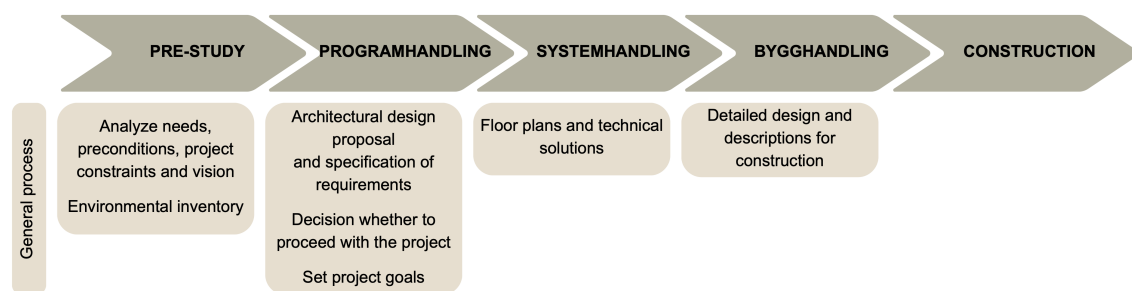 PRE-STUDY
PROGRAMHANDLING
SYSTEMHANDLING
BYGGHANDLING
CONSTRUCTION
General process
Analyze needs,
preconditions, project
constraints and vision
Environmental inventory
Architectural design
proposal
and specification of
requirements
Decision whether to
proceed with the project
Set project goals
Floor plans and technical
solutions
Detailed design and
descriptions for
construction